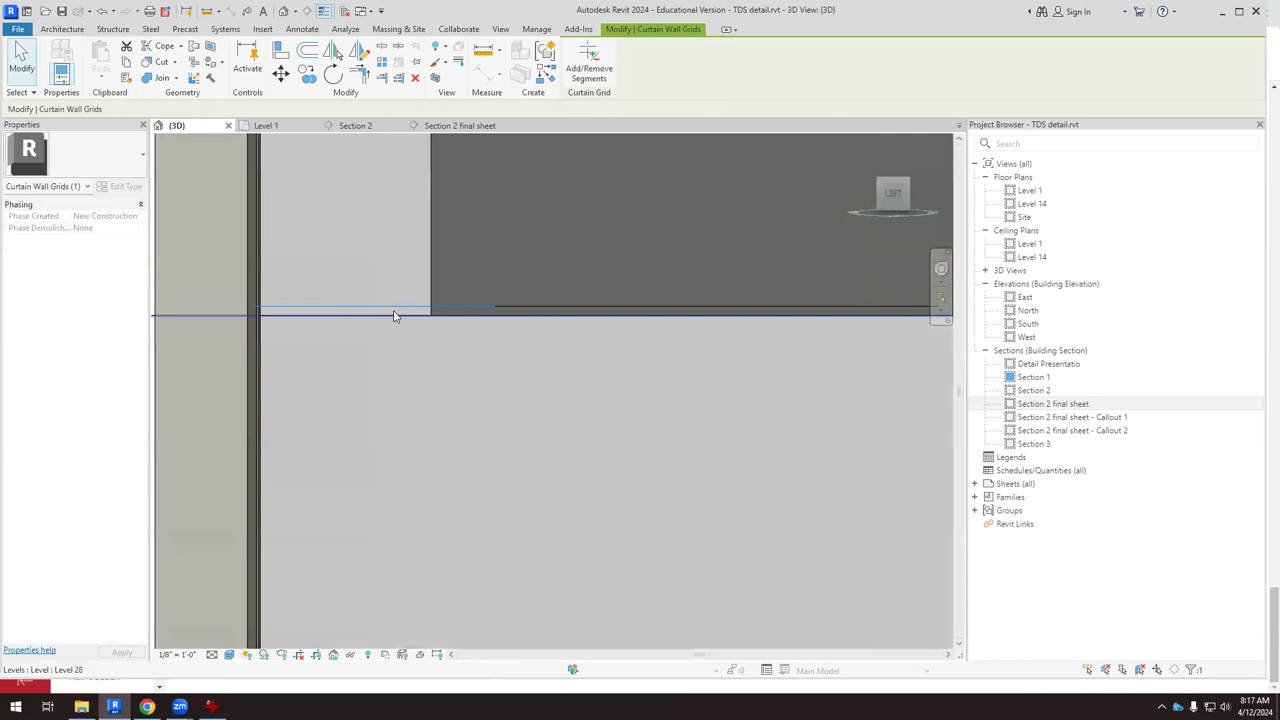 Autodesk Revit 2024 - Educational Version - TDS detail.rvt - 3D View: {3D}
Sign In
File Architecture Structure Steel Precast Systems Insert Annotate Analyze Massing & Site Collaborate View Manage Add-Ins Modify | Curtain Wall Grids
Modify
Paste
Cope
Cut
Join
Activate
Add/Remove
Segments
Select Properties Clipboard Geometry Controls Modify View Measure Create Curtain Grid
Modify | Curtain Wall Grids
Properties
{3D} Level 1 Section 2 Section 2 final sheet
Project Browser - TDS detail.rvt
R
Search
Curtain Wall Grids (1) Edit Type
Phasing
Phase Created New Construction
Phase Demolish... None
LEFT
Views (all)
Floor Plans
Level 1
Level 14
Site
Ceiling Plans
Level 1
Level 14
3D Views
Elevations (Building Elevation)
East
North
South
West
Sections (Building Section)
Detail Presentatio
Section 1
Section 2
Section 2 final sheet
Section 2 final sheet - Callout 1
Section 2 final sheet - Callout 2
Section 3
Legends
Schedules/Quantities (all)
Sheets (all)
Families
Groups
Revit Links
Properties help Apply
1/8" = 1'-0"
Levels : Level : Level 28
:0
Main Model
:1
8:17 AM
4/12/2024